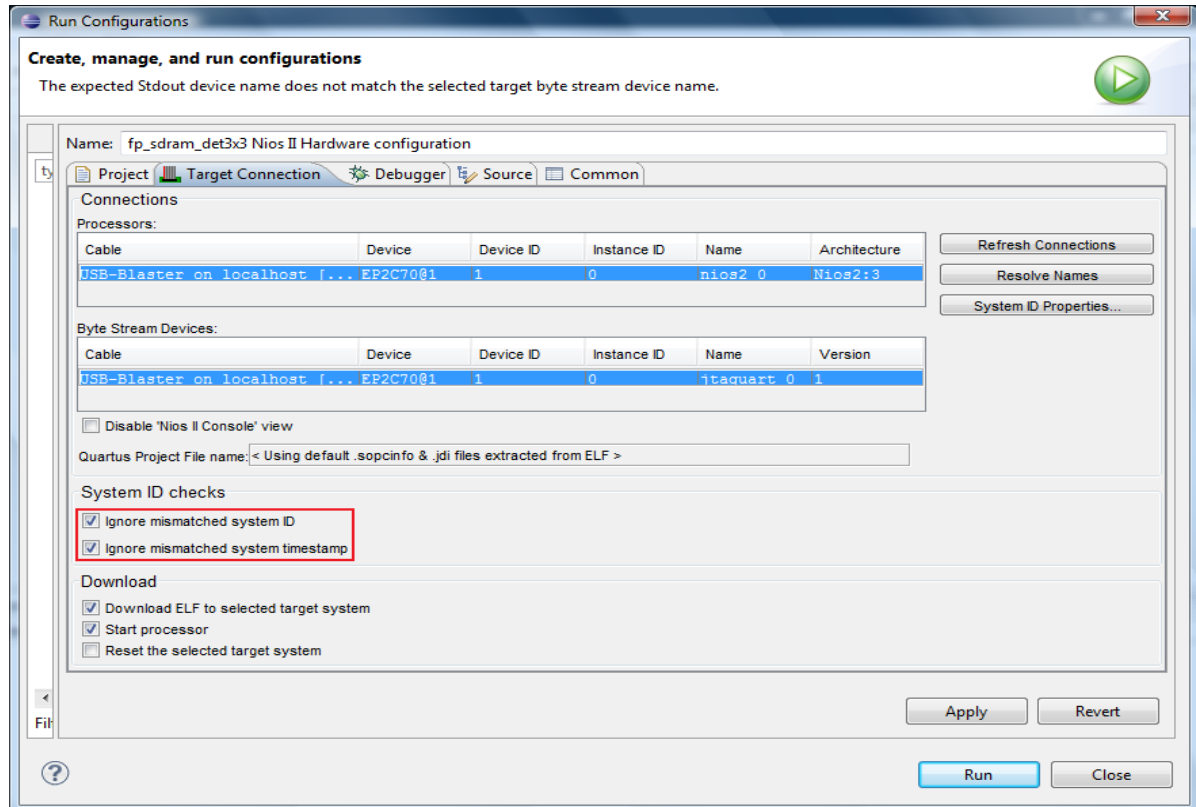 Run Configurations
Create, manage, and run configurations
The expected Stdout device name does not match the selected target byte stream device name.
Name: fp_sdram_det3x3 Nios II Hardware configuration
ty
Project Target Connection Debugger Source Common
Connections
Processors:
Cable Device Device ID Instance ID Name Architecture
USB-Blaster on localhost [... EP2C70@1 1 0 nios2_0 Nios2:3
Refresh Connections
Resolve Names
System ID Properties...
Byte Stream Devices:
Cable Device Device ID Instance ID Name Version
USB-Blaster on localhost [... EP2C70@1 1 0 jtaguart_0 1
Disable 'Nios II Console' view
Quartus Project File name: < Using default .sopcinfo & .jdi files extracted from ELF >
System ID checks
Ignore mismatched system ID
Ignore mismatched system timestamp
Download
Download ELF to selected target system
Start processor
Reset the selected target system
Filt
Apply Revert
Run Close